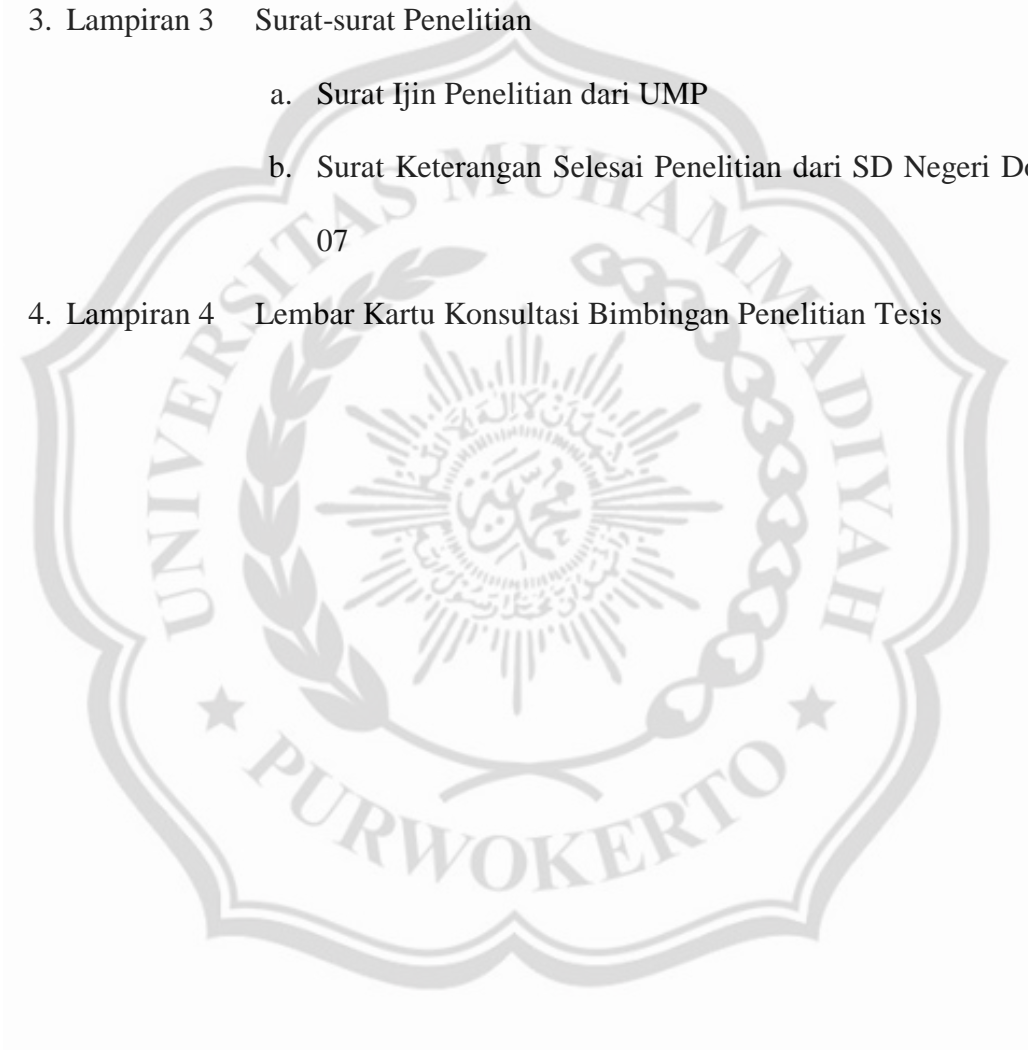 3. Lampiran 3 Surat-surat Penelitian
a. Surat Ijin Penelitian dari UMP
b. Surat Keterangan Selesai Penelitian dari SD Negeri
07
4. Lampiran 4 Lembar Kartu Konsultasi Bimbingan Penelitian Tesis
UNIVERSITAS MUHAMMADIYAH
PURWOKERTO